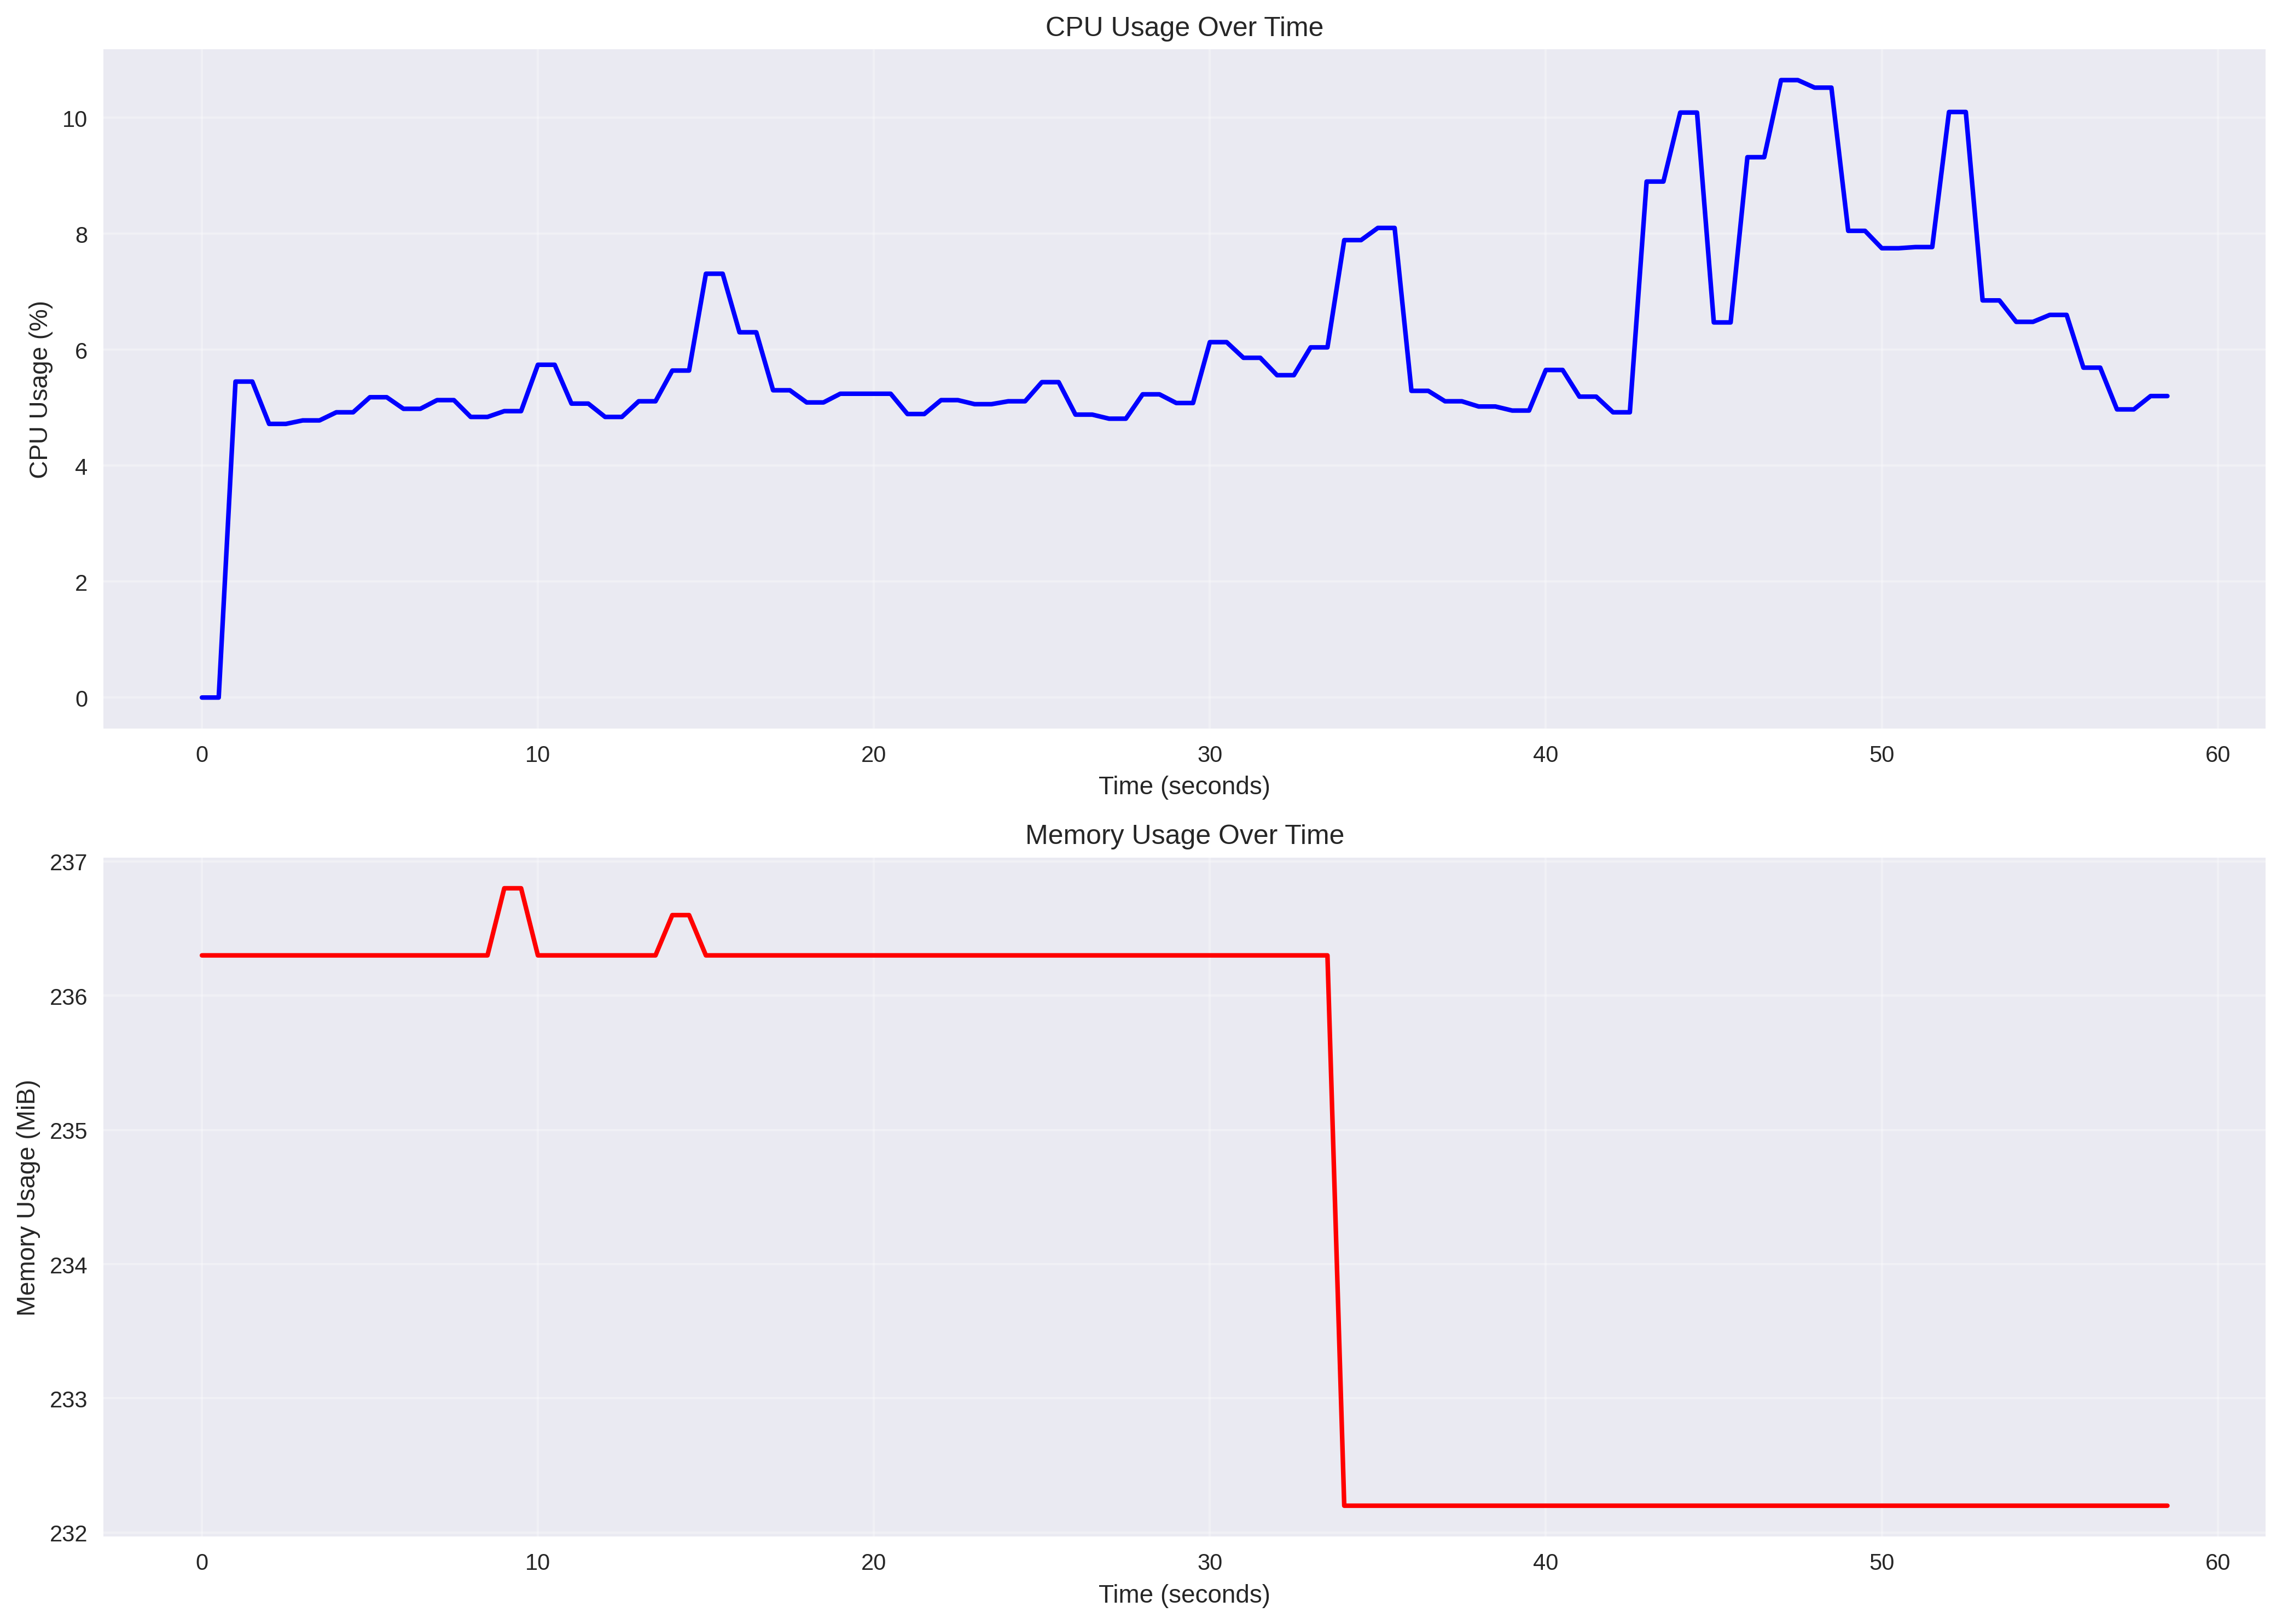 CPU Usage Over Time
CPU Usage (%)
10
8
6
4
2
0
0 10 20 30 40 50 60
Time (seconds)
Memory Usage Over Time
Memory Usage (MiB)
237
236
235
234
233
232
0 10 20 30 40 50 60
Time (seconds)